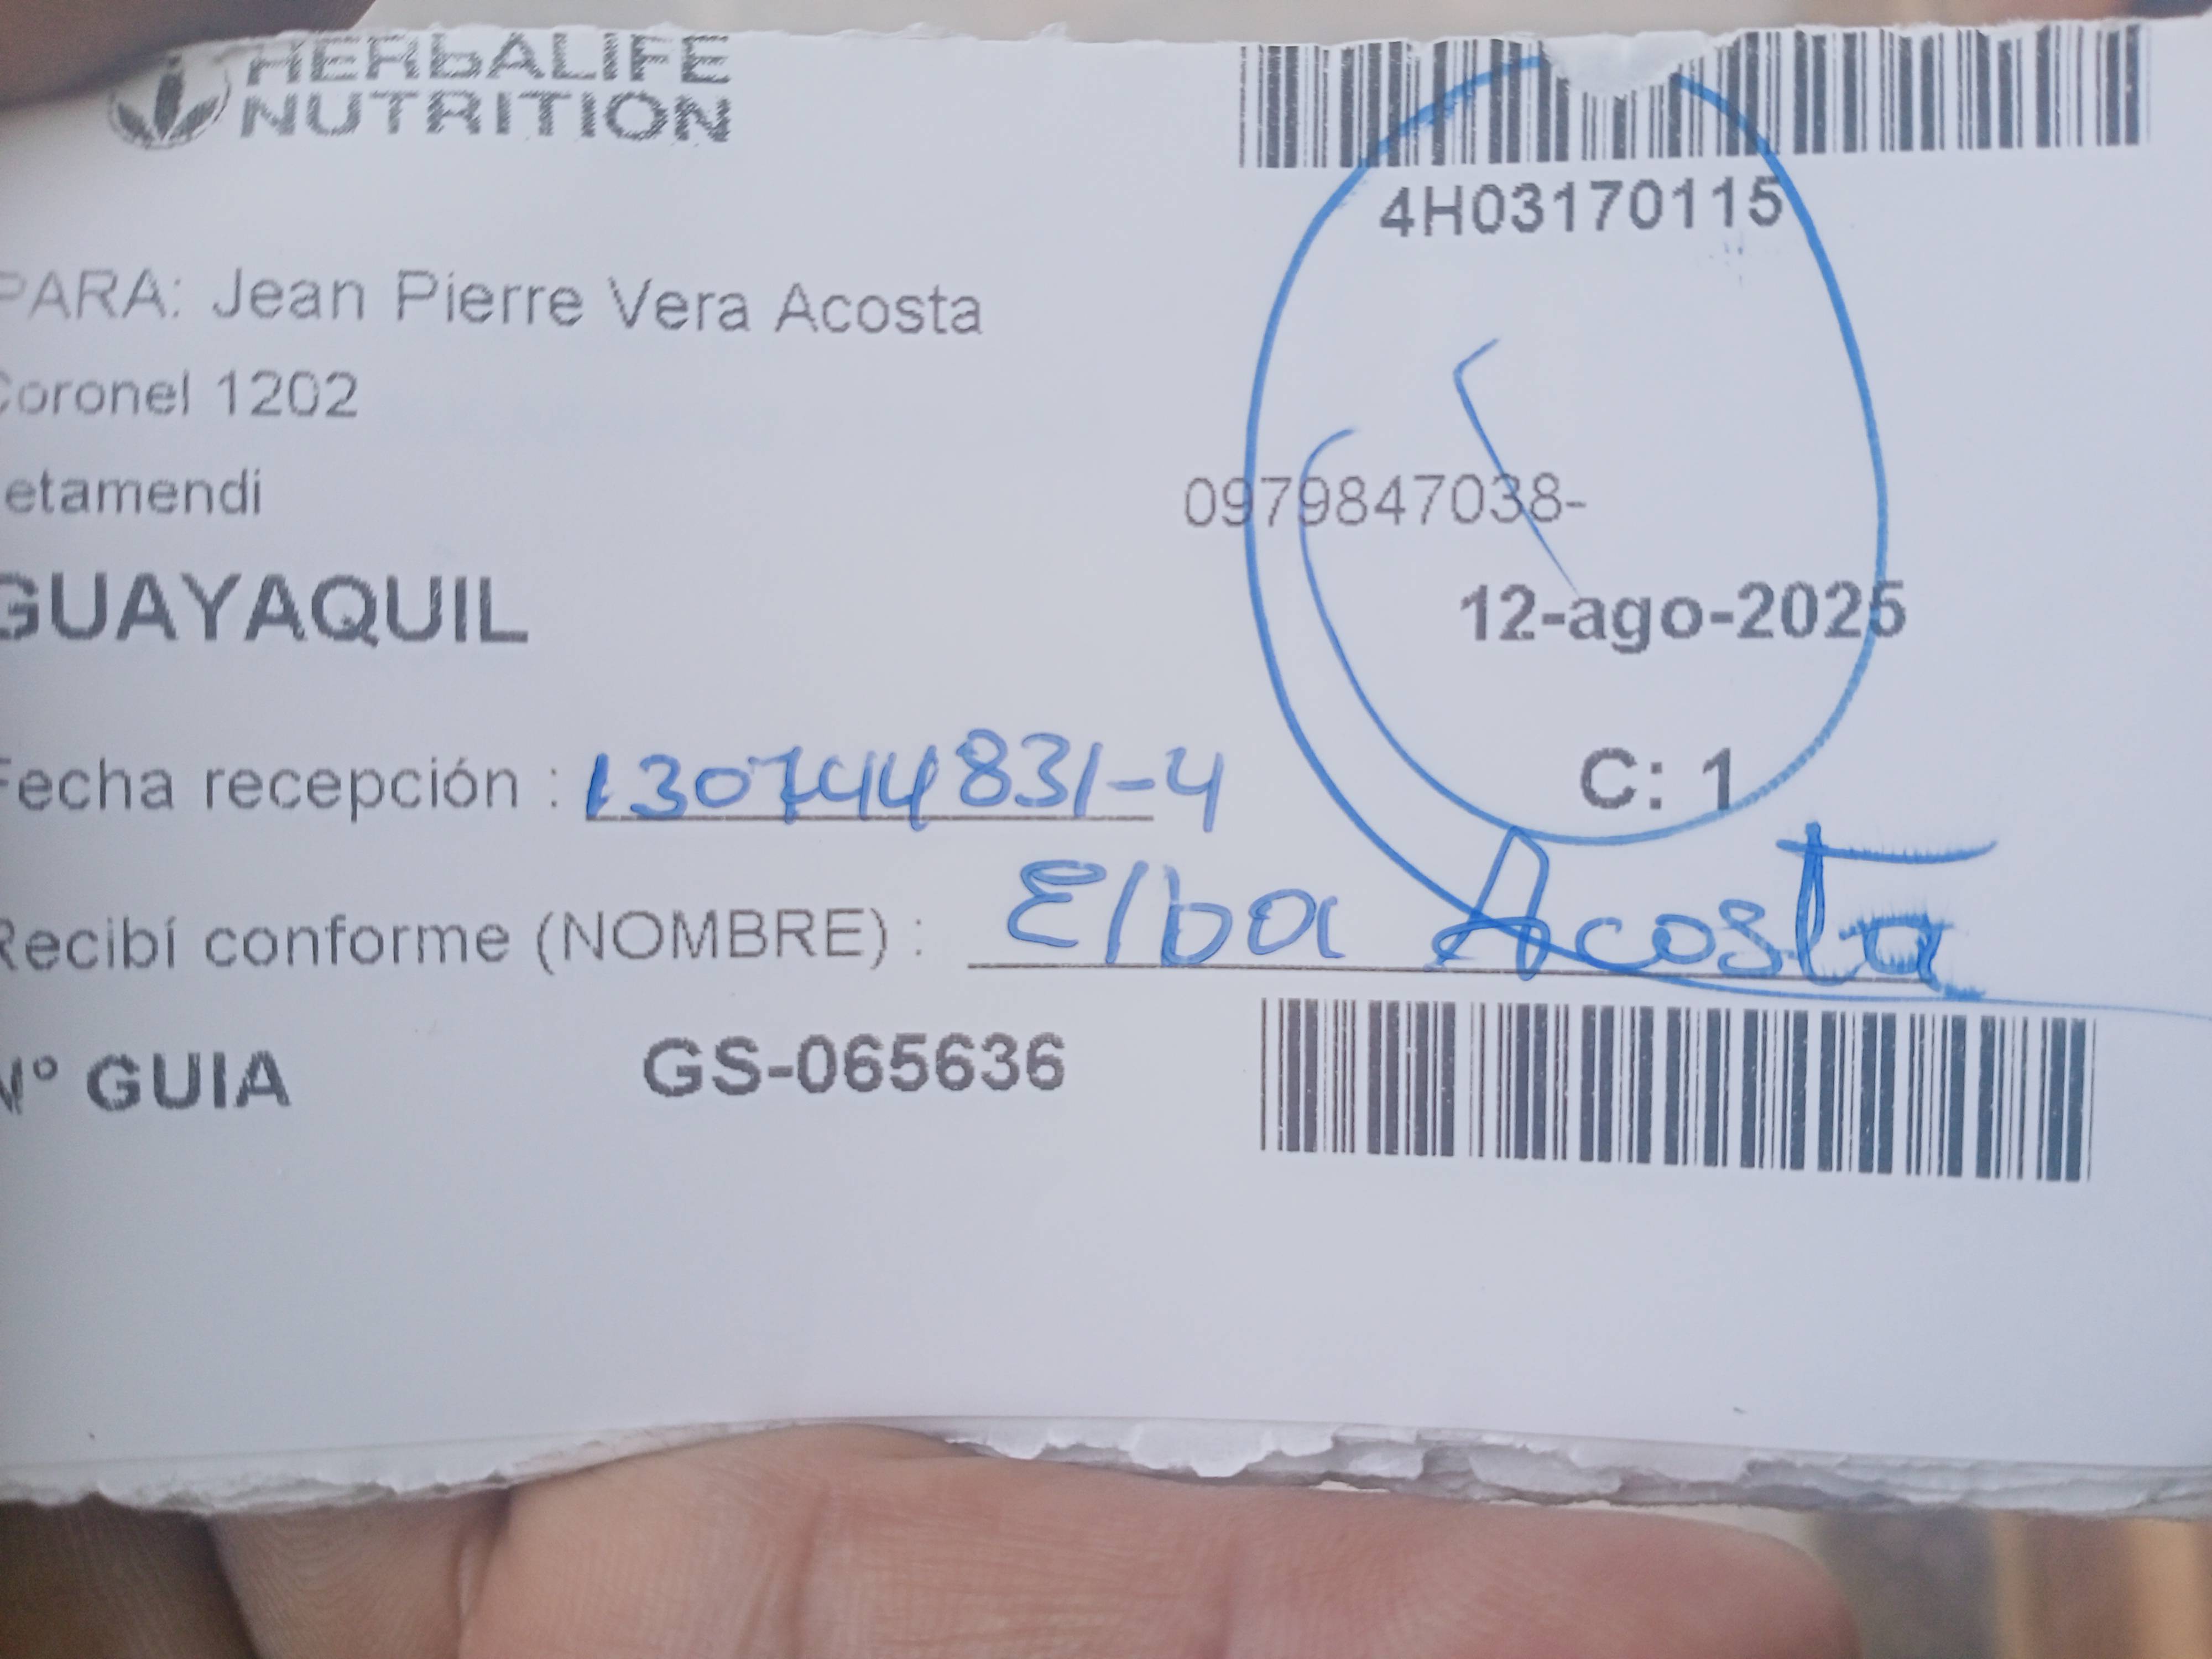 HERBALIFE
NUTRITION
4H03170115
PARA: Jean Pierre Vera Acosta
Coronel 1202
etamendi
0979847038-
GUAYAQUIL
12-ago-2025
C: 1
Fecha recepción : 130744831-4
Recibí conforme (NOMBRE) : Elba Acosta
Nº GUIA GS-065636